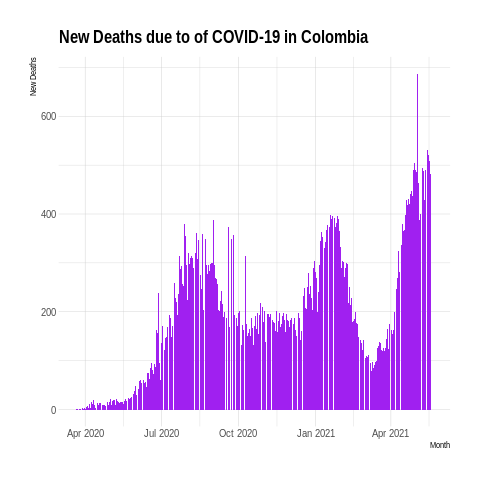 New Deaths due to of COVID-19 in Colombia
New Deaths
600
400
200
0
Apr 2020 Jul 2020 Oct 2020 Jan 2021 Apr 2021
Month